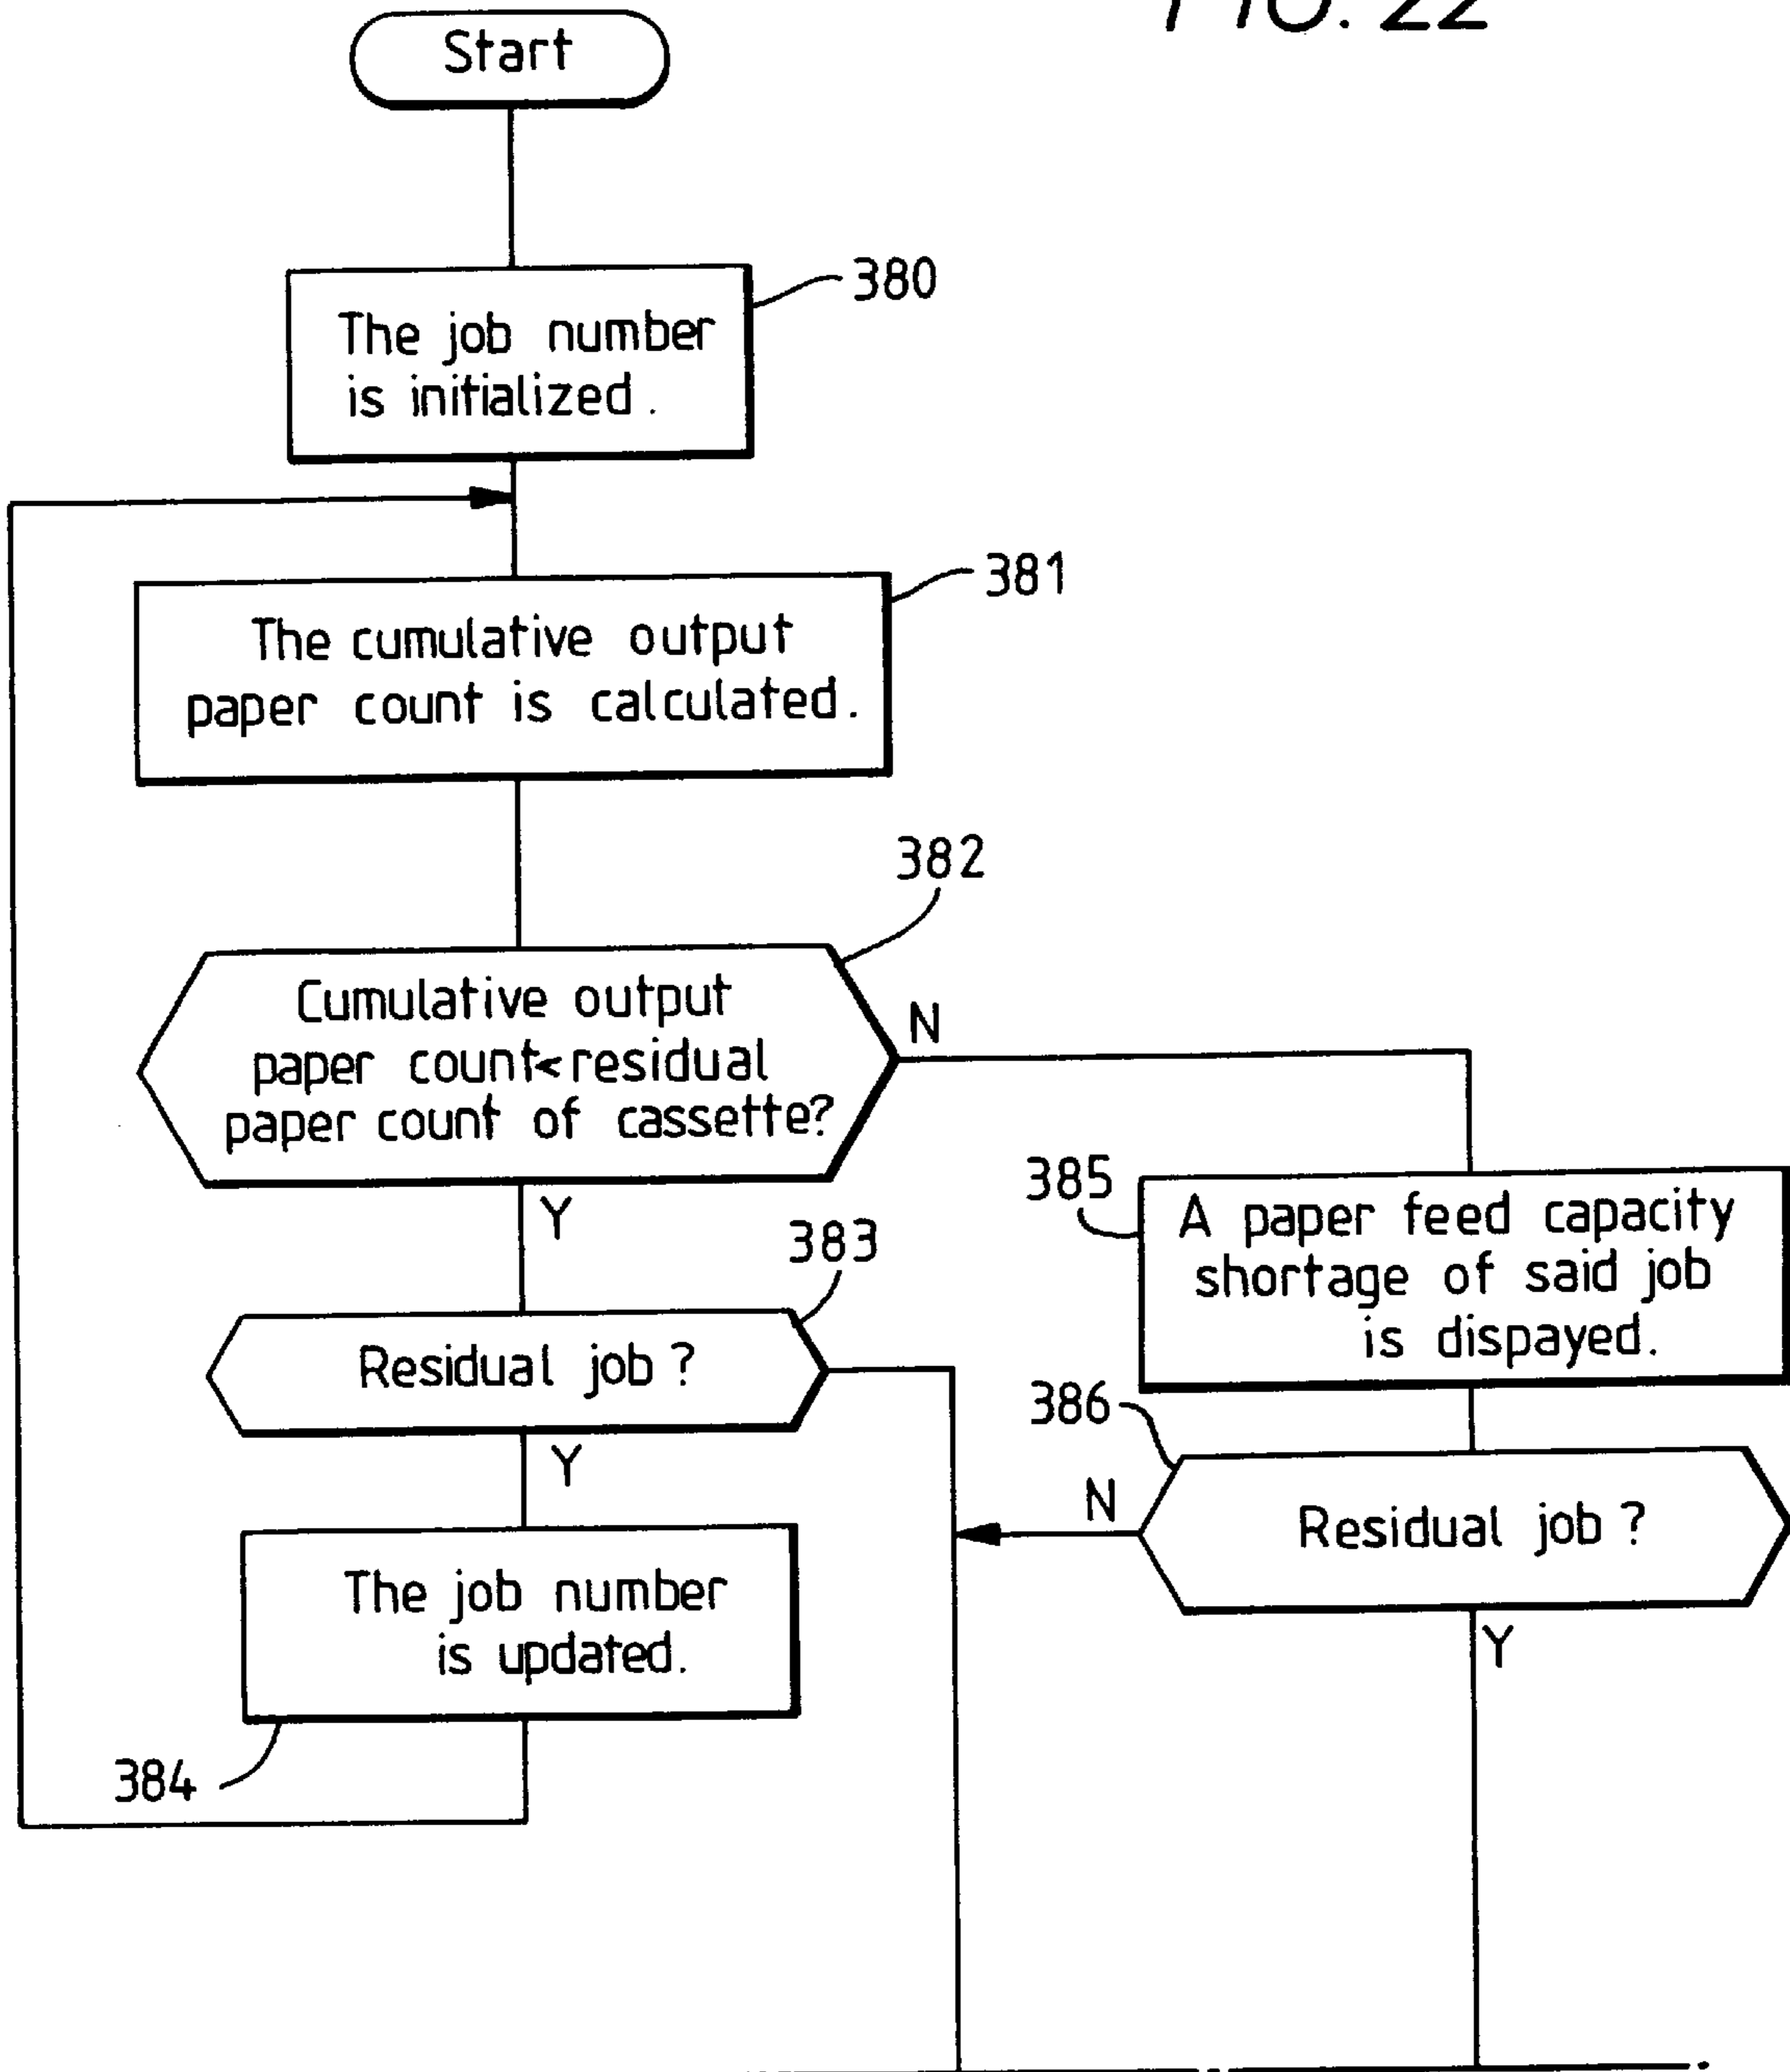 FIG. 22
Start
380
The job number
is initialized.
381
The cumulative output
paper count is calculated.
382
Cumulative output
paper count<residual
paper count of cassette?
N
Y
383
Residual job?
Y
384
The job number
is updated.
385
A paper feed capacity
shortage of said job
is dispayed.
386
N
Residual job?
Y